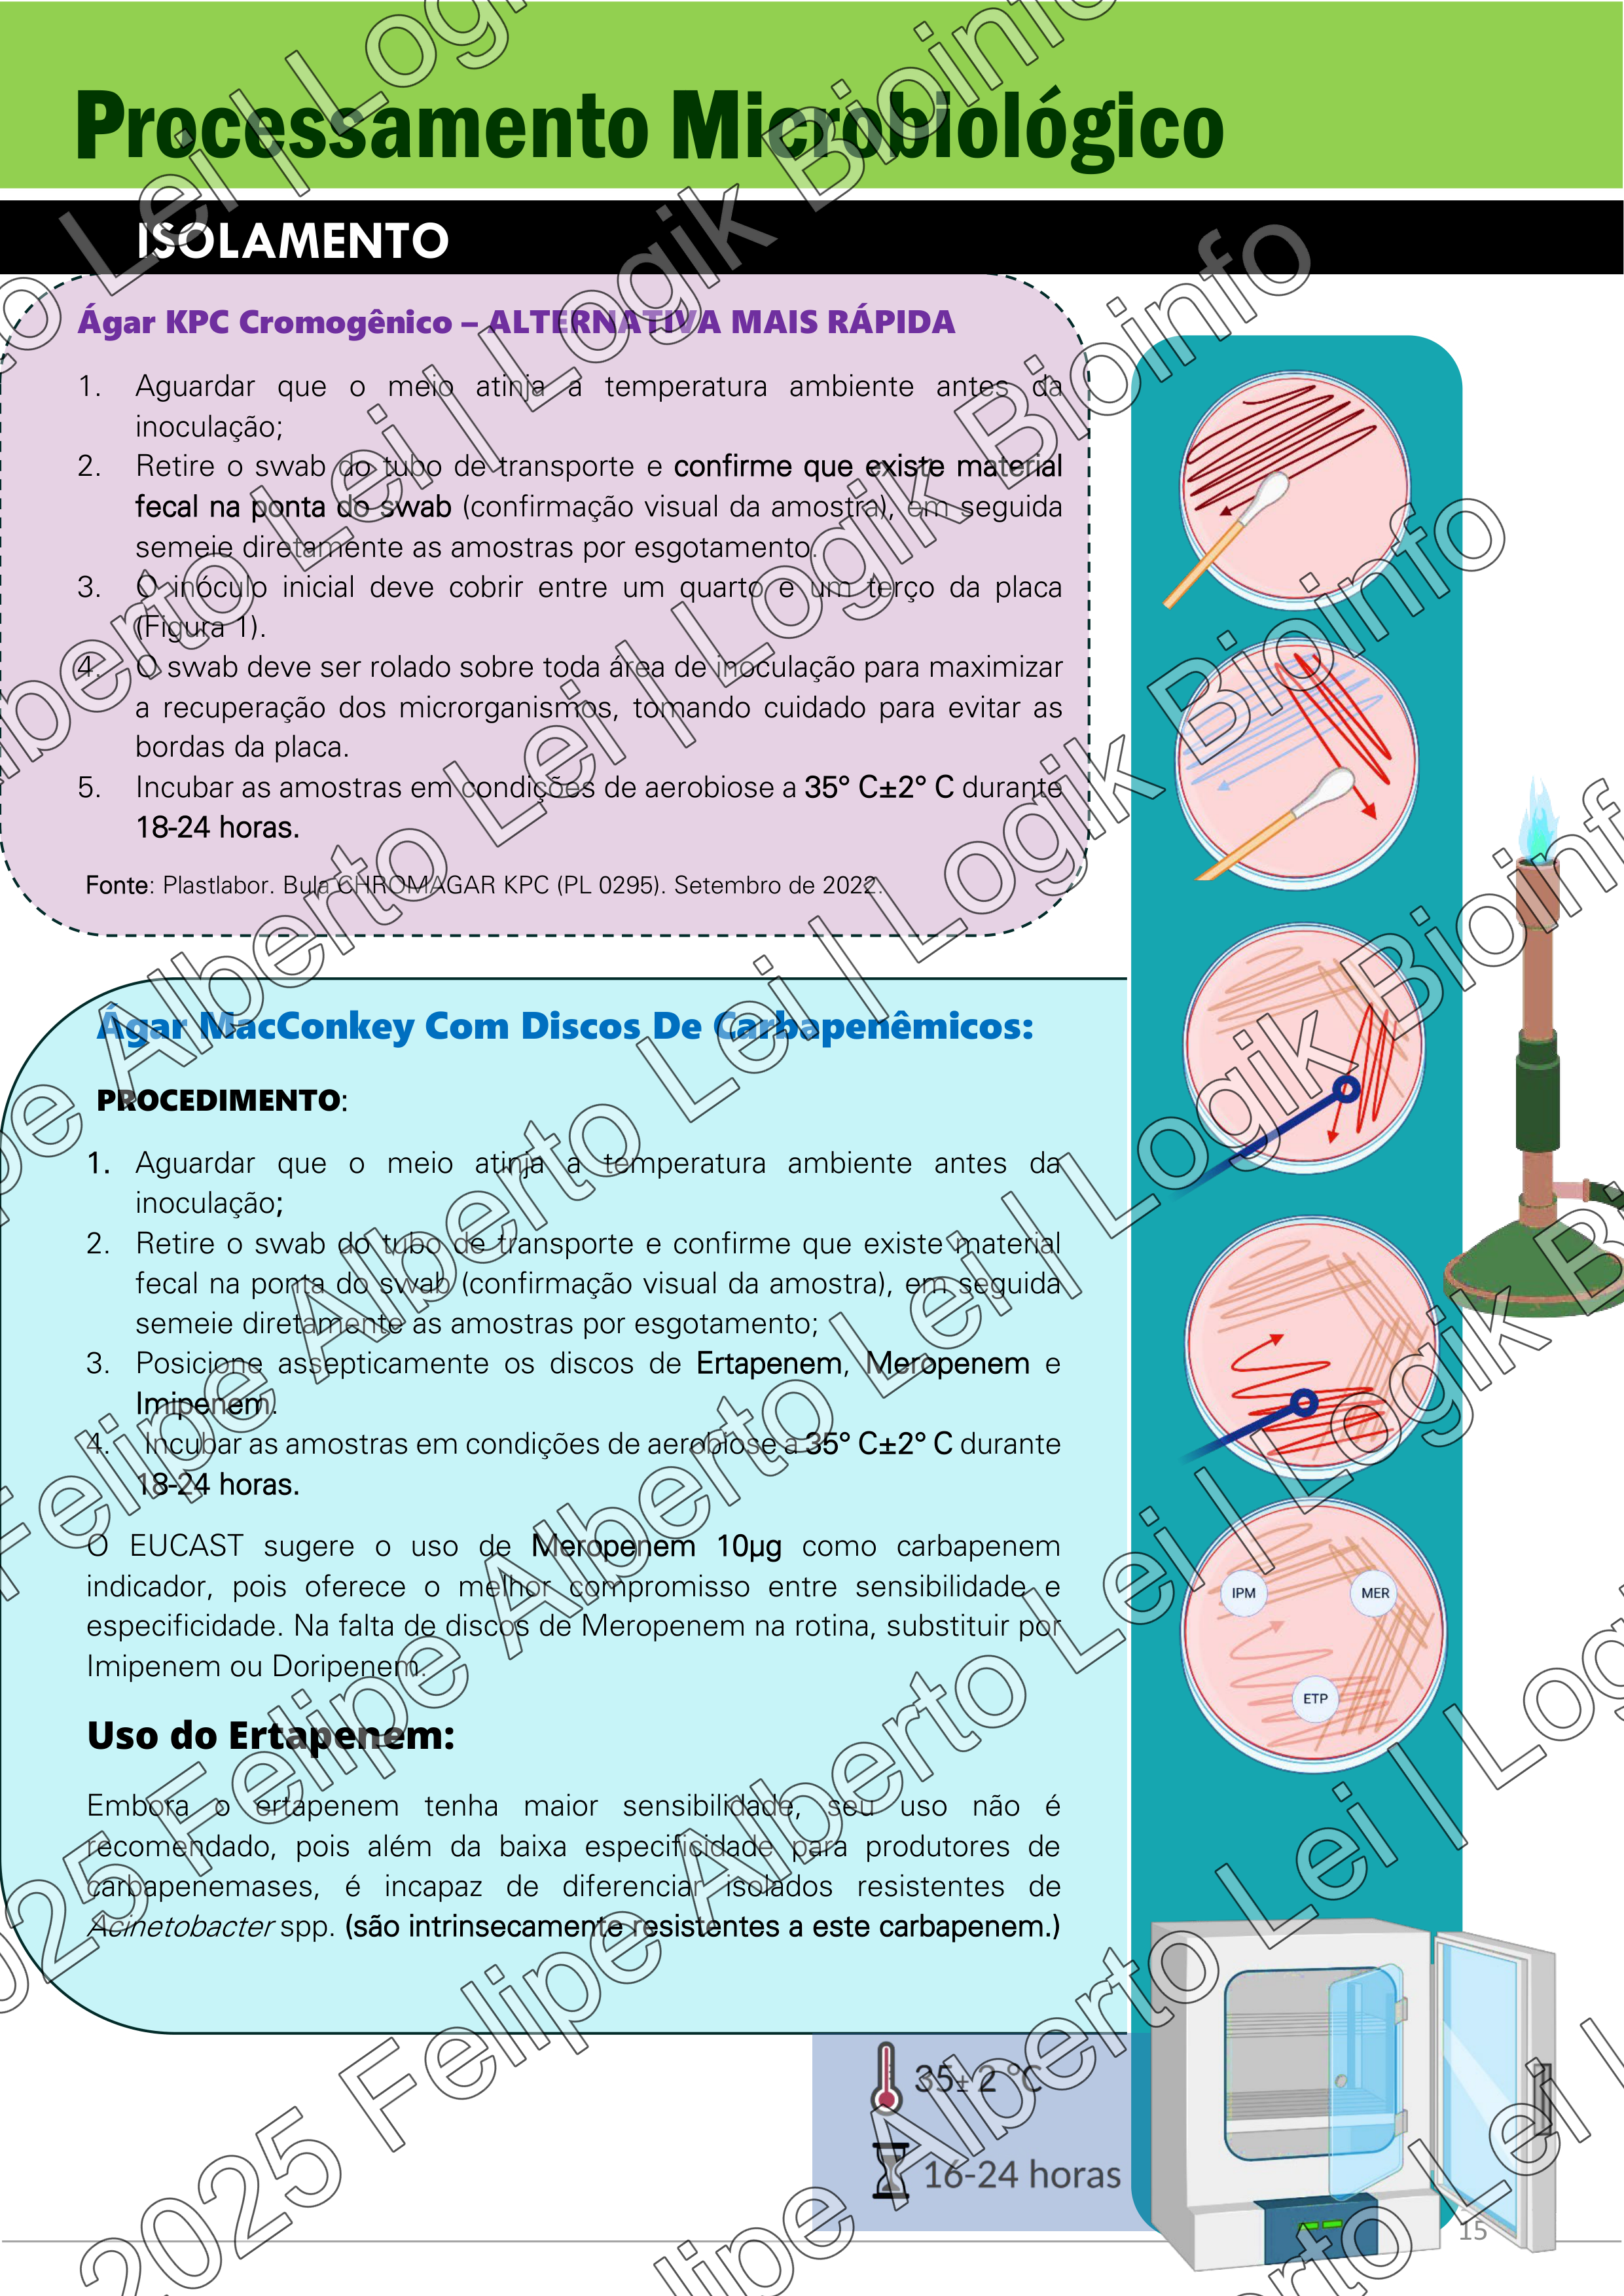 Processamento Microbiológico
ISOLAMENTO
Ágar KPC Cromogênico – ALTERNATIVA MAIS RÁPIDA
1. Aguardar que o meio atinja a temperatura ambiente antes da
inoculação;
2. Retire o swab do tubo de transporte e confirme que existe material
fecal na ponta do swab (confirmação visual da amostra), em seguida
semeie diretamente as amostras por esgotamento.
3. O inóculo inicial deve cobrir entre um quarto e um terço da placa
(Figura 1).
4. O swab deve ser rolado sobre toda área de inoculação para maximizar
a recuperação dos microrganismos, tomando cuidado para evitar as
bordas da placa.
5. Incubar as amostras em condições de aerobiose a 35° C±2° C durante
18-24 horas.
Fonte: Plastlabor. Bula CHROMAGAR KPC (PL 0295). Setembro de 2022.
Ágar MacConkey Com Discos De Carbapenêmicos:
PROCEDIMENTO:
1. Aguardar que o meio atinja a temperatura ambiente antes da
inoculação;
2. Retire o swab do tubo de transporte e confirme que existe material
fecal na ponta do swab (confirmação visual da amostra), em seguida
semeie diretamente as amostras por esgotamento;
3. Posicione assepticamente os discos de Ertapenem, Meropenem e
Imipenem.
4. Incubar as amostras em condições de aerobiose a 35° C±2° C durante
18-24 horas.
O EUCAST sugere o uso de Meropenem 10µg como carbapenem
indicador, pois oferece o melhor compromisso entre sensibilidade e
especificidade. Na falta de discos de Meropenem na rotina, substituir por
Imipenem ou Doripenem.
IPM
MER
ETP
Uso do Ertapenem:
Embora o ertapenem tenha maior sensibilidade, seu uso não é
recomendado, pois além da baixa especificidade para produtores de
carbapenemases, é incapaz de diferenciar isolados resistentes de
Acinetobacter spp. (são intrinsecamente resistentes a este carbapenem.)
35± 2 °C
16-24 horas
15
2025 Felipe Alberto Lei | Logik Bioinfo